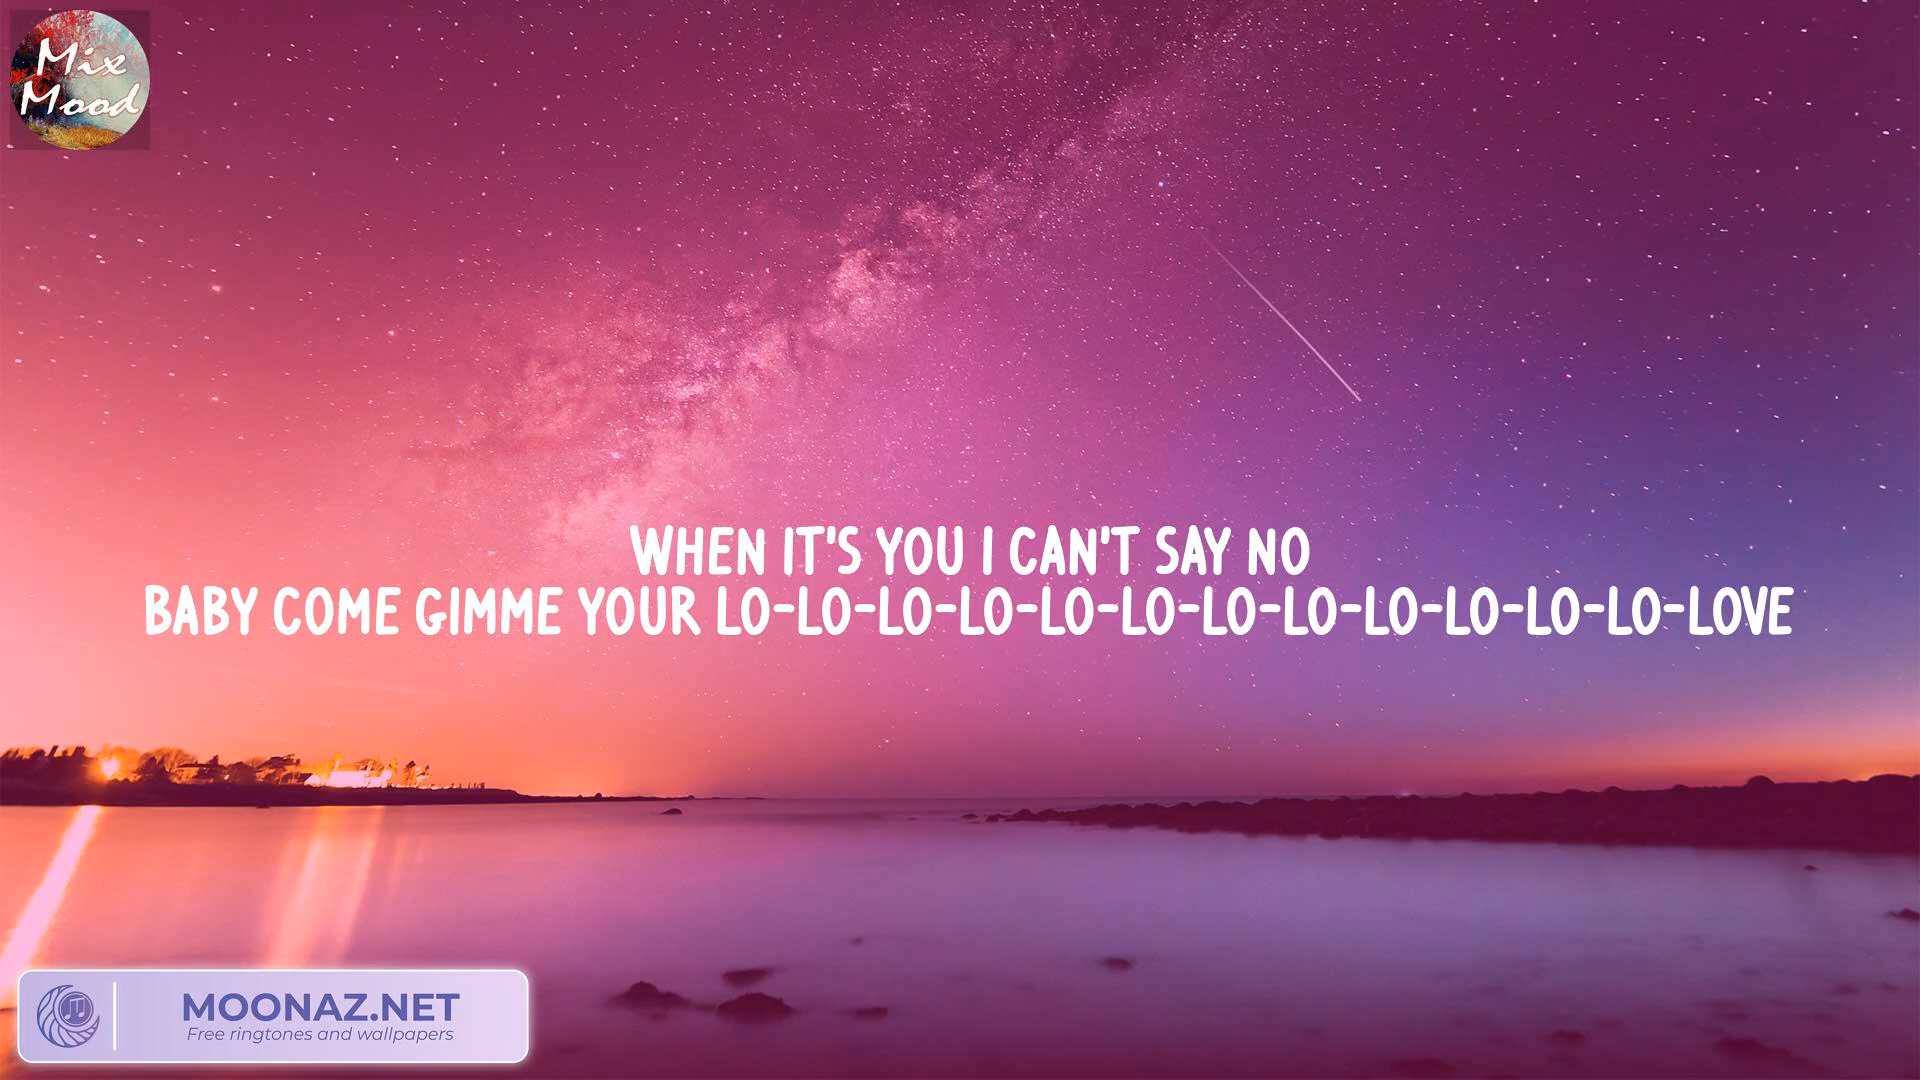 Mix
Mood
WHEN IT'S YOU I CAN'T SAY NO
BABY COME GIMME YOUR LO-LO-LO-LO-LO-LO-LO-LO-LO-LO-LO-LO-LOVE
MOONAZ.NET
Free ringtones and wallpapers